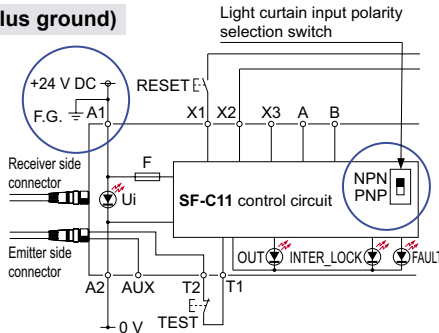 lus ground)
Light curtain input polarity
selection switch
+24 V DC
RESET
F.G.
A1
X1
X2
X3
A
B
Receiver side
connector
F
Ui
SF-C11 control circuit
NPN
PNP
Emitter side
connector
OUT
INTER_LOCK
FAULT
A2
AUX
T2
T1
TEST
0 V